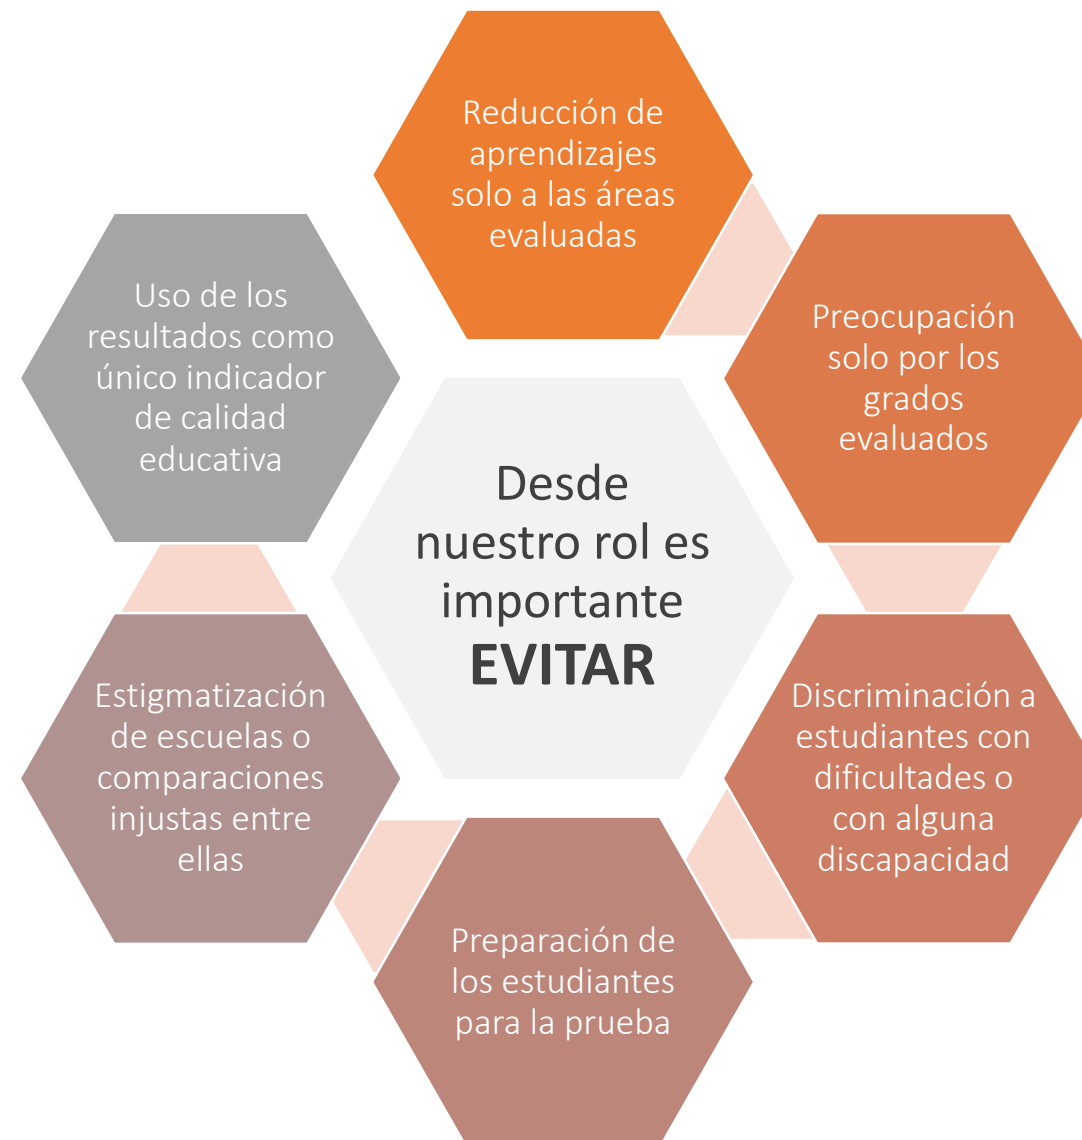 Reducción de
aprendizajes
solo a las áreas
evaluadas
Preocupación
solo por los
grados
evaluados
Discriminación a
estudiantes con
dificultades o
con alguna
discapacidad
Preparación de
los estudiantes
para la prueba
Estigmatización
de escuelas o
comparaciones
injustas entre
ellas
Uso de los
resultados como
único indicador
de calidad
educativa
Desde
nuestro rol es
importante
EVITAR